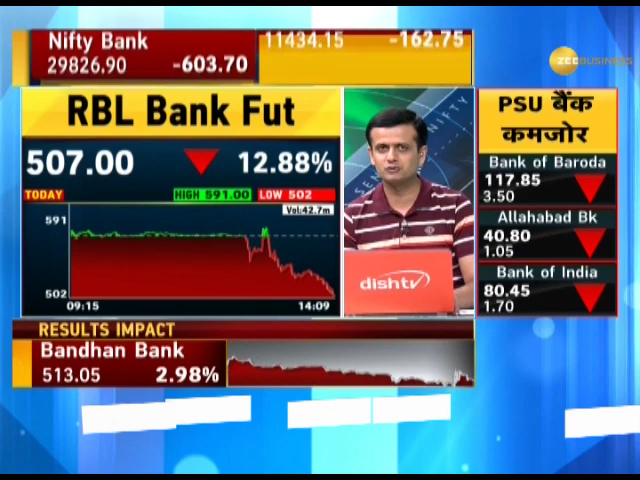 Nifty Bank
29826.90 -603.70
11434.15 -162.75
ZEEBUSINESS
RBL Bank Fut
507.00 12.88%
TODAY HIGH 591.00 LOW 502
Vol:42.7m
591
502
09:15 14:09
NIFTY
dishtv
PSU बैंक
कमजोर
Bank of Baroda
117.85
3.50
Allahabad Bk
40.80
1.05
Bank of India
80.45
1.70
RESULTS IMPACT
Bandhan Bank
513.05 2.98%